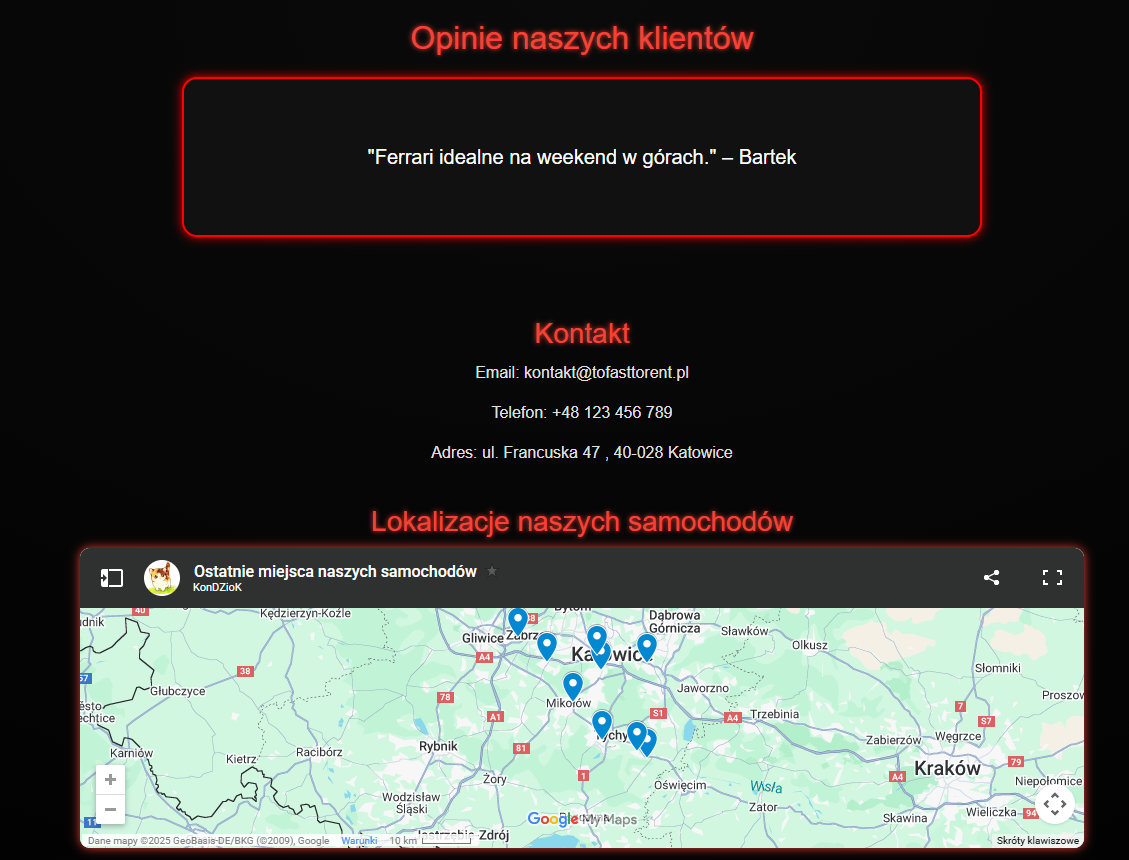 Opinie naszych klientów
"Ferrari idealne na weekend w górach." – Bartek
Kontakt
Email: kontakt@tofasttorent.pl
Telefon: +48 123 456 789
Adres: ul. Francuska 47 , 40-028 Katowice
Lokalizacje naszych samochodów
Ostatnie miejsca naszych samochodów
KonDZioK
40
Kędzierzyn-Koźle
Bytom
88
Dąbrowa
Górnicza
Gliwice
Zabrze
Sławków
Olkusz
A4
Katowice
38
Słomniki
57
Głubczyce
78
Mikołów
Jaworzno
7
A1
S1
A4
Trzebinia
S7
Tychy
Zabierzów
Węgrzce
Rybnik
81
Karniów
Kietrz
Racibórz
79
Kraków
Żory
1
A4
Niepołomice
Oświęcim
Wisła
Wodzisław
Śląski
Zator
Wieliczka
94
Skawina
11
Google My Maps
Jastrzębie Zdrój
Dane mapy ©2025 GeoBasis-DE/BKG (©2009), Google
Warunki
10 km
Skróty klawiszowe